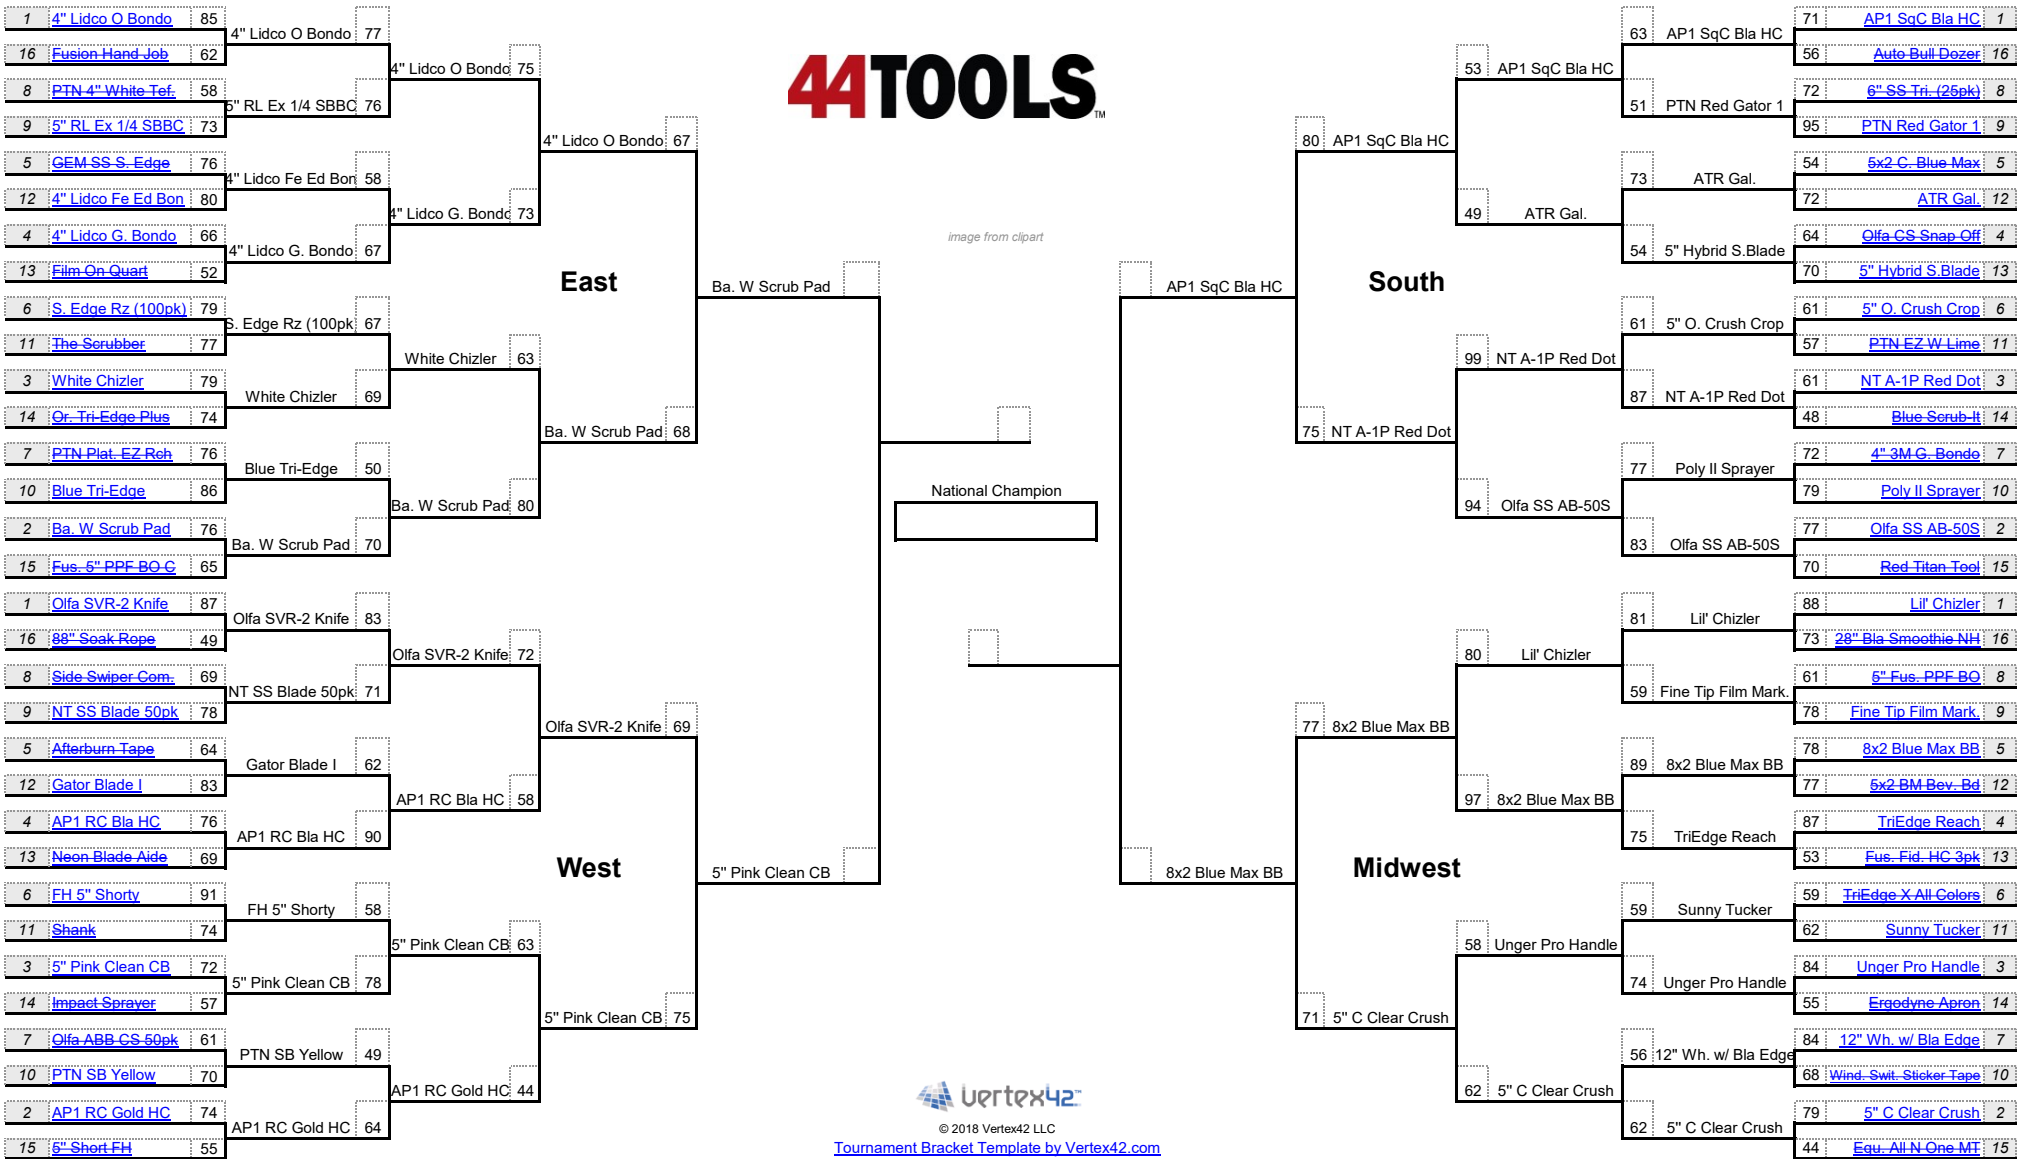 44TOOLS™
image from clipart
East
1 4" Lidco O Bondo 85
16 Fusion Hand Job 62
8 PTN 4" White Tef. 58
9 5" RL Ex 1/4 SBBC 73
5 GEM SS S. Edge 76
12 4" Lidco Fe Ed Bon 80
4 4" Lidco G. Bondo 66
13 Film On Quart 52
6 S. Edge Rz (100pk) 79
11 The Scrubber 77
3 White Chizler 79
14 Or. Tri-Edge Plus 74
7 PTN Plat. EZ Rch 76
10 Blue Tri-Edge 86
2 Ba. W Scrub Pad 76
15 Fus. 5" PPF BO C 65
4" Lidco O Bondo 77
5" RL Ex 1/4 SBBC 76
4" Lidco Fe Ed Bon 58
4" Lidco G. Bondo 67
S. Edge Rz (100pk) 67
White Chizler 69
Blue Tri-Edge 50
Ba. W Scrub Pad 70
4" Lidco O Bondo 75
4" Lidco G. Bondo 73
White Chizler 63
Ba. W Scrub Pad 80
4" Lidco O Bondo 67
Ba. W Scrub Pad 68
Ba. W Scrub Pad
West
1 Olfa SVR-2 Knife 87
16 88" Soak Rope 49
8 Side Swiper Com. 69
9 NT SS Blade 50pk 78
5 Afterburn Tape 64
12 Gator Blade I 83
4 AP1 RC Bla HC 76
13 Neon Blade Aide 69
6 FH 5" Shorty 91
11 Shank 74
3 5" Pink Clean CB 72
14 Impact Sprayer 57
7 Olfa ABB CS 50pk 61
10 PTN SB Yellow 70
2 AP1 RC Gold HC 74
15 5" Short FH 55
Olfa SVR-2 Knife 83
NT SS Blade 50pk 71
Gator Blade I 62
AP1 RC Bla HC 90
FH 5" Shorty 58
5" Pink Clean CB 78
PTN SB Yellow 49
AP1 RC Gold HC 64
Olfa SVR-2 Knife 72
AP1 RC Bla HC 58
5" Pink Clean CB 63
AP1 RC Gold HC 44
Olfa SVR-2 Knife 69
5" Pink Clean CB 75
5" Pink Clean CB
National Champion
South
71 AP1 SqC Bla HC 1
56 Auto Bull Dozer 16
72 6" SS Tri. (25pk) 8
95 PTN Red Gator 1 9
54 5x2 C. Blue Max 5
72 ATR Gal. 12
64 Olfa CS Snap Off 4
70 5" Hybrid S.Blade 13
61 5" O. Crush Crop 6
57 PTN EZ W Lime 11
61 NT A-1P Red Dot 3
48 Blue Scrub-It 14
72 4" 3M G. Bondo 7
79 Poly II Sprayer 10
77 Olfa SS AB-50S 2
70 Red Titan Tool 15
63 AP1 SqC Bla HC
51 PTN Red Gator 1
73 ATR Gal.
54 5" Hybrid S.Blade
61 5" O. Crush Crop
87 NT A-1P Red Dot
77 Poly II Sprayer
83 Olfa SS AB-50S
53 AP1 SqC Bla HC
49 ATR Gal.
99 NT A-1P Red Dot
94 Olfa SS AB-50S
80 AP1 SqC Bla HC
75 NT A-1P Red Dot
AP1 SqC Bla HC
Midwest
88 Lil' Chizler 1
73 28" Bla Smoothie NH 16
61 5" Fus. PPF BO 8
78 Fine Tip Film Mark. 9
78 8x2 Blue Max BB 5
77 5x2 BM Bev. Bd 12
87 TriEdge Reach 4
53 Fus. Fid. HC 3pk 13
59 TriEdge X All Colors 6
62 Sunny Tucker 11
84 Unger Pro Handle 3
55 Ergodyne Apron 14
84 12" Wh. w/ Bla Edge 7
68 Wind. Swit. Sticker Tape 10
79 5" C Clear Crush 2
44 Equ. All N One MT 15
81 Lil' Chizler
59 Fine Tip Film Mark.
89 8x2 Blue Max BB
75 TriEdge Reach
59 Sunny Tucker
74 Unger Pro Handle
56 12" Wh. w/ Bla Edge
62 5" C Clear Crush
80 Lil' Chizler
97 8x2 Blue Max BB
58 Unger Pro Handle
62 5" C Clear Crush
77 8x2 Blue Max BB
71 5" C Clear Crush
8x2 Blue Max BB
vertex42™
© 2018 Vertex42 LLC
Tournament Bracket Template by Vertex42.com